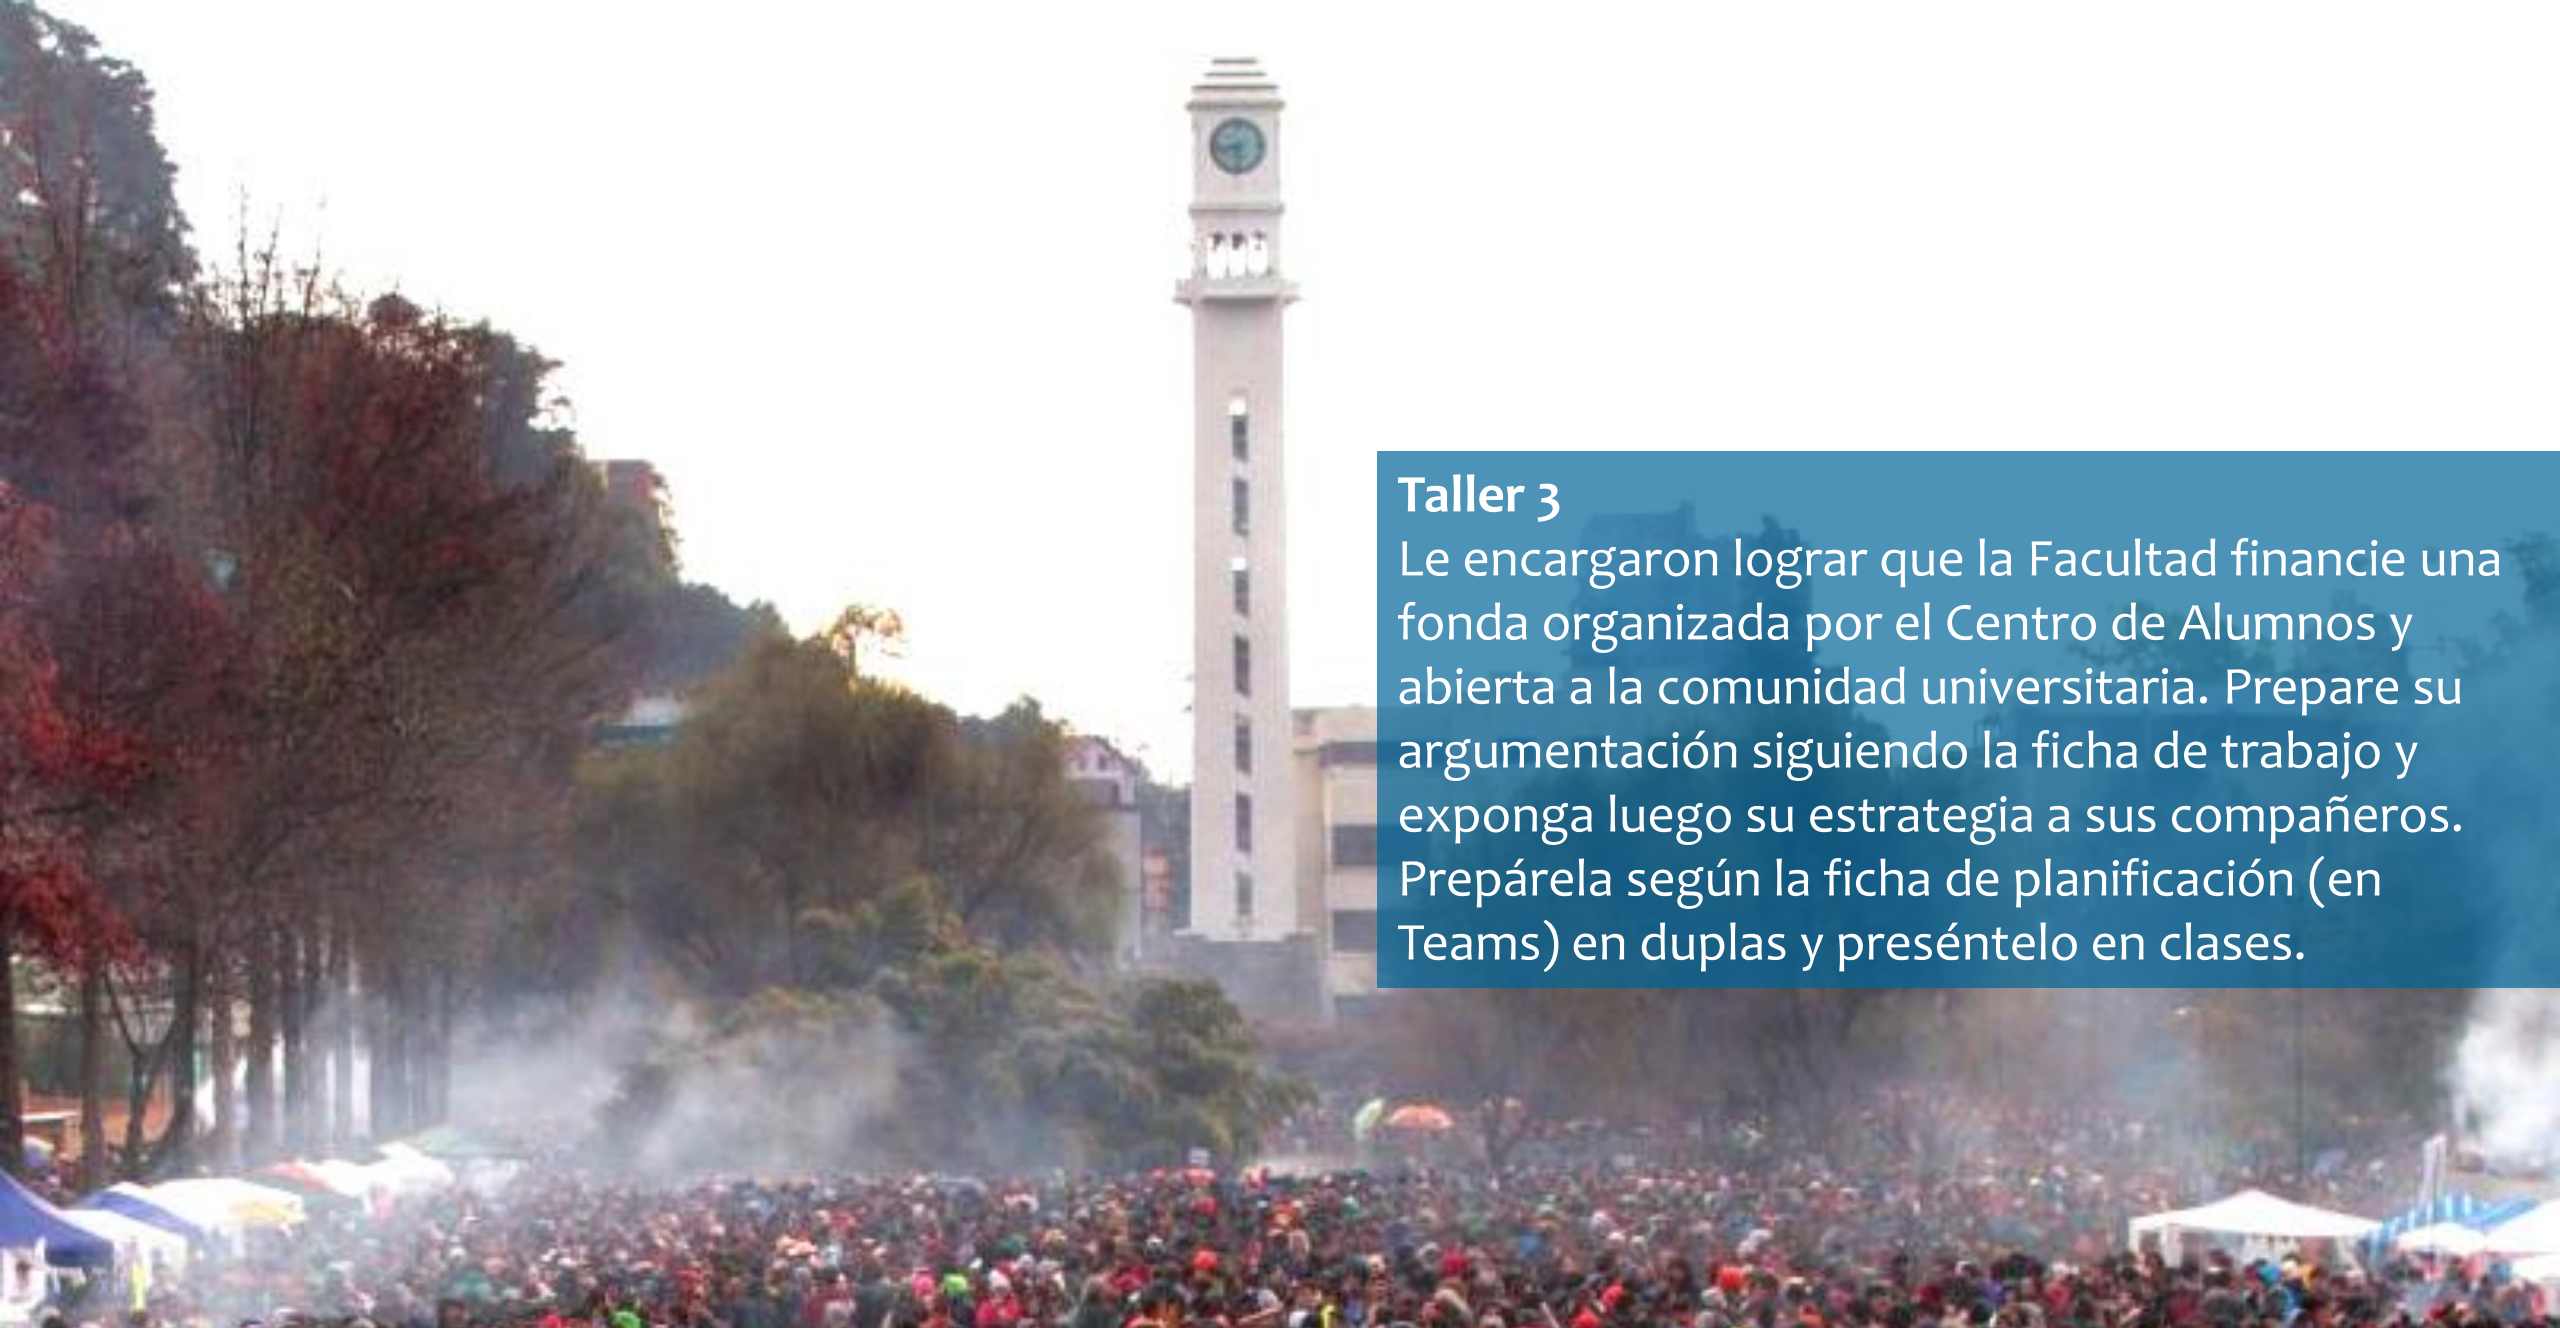 Taller 3
Le encargaron lograr que la Facultad financie una
fonda organizada por el Centro de Alumnos y
abierta a la comunidad universitaria. Prepare su
argumentación siguiendo la ficha de trabajo y
exponga luego su estrategia a sus compañeros.
Prepárela según la ficha de planificación (en
Teams) en duplas y preséntelo en clases.